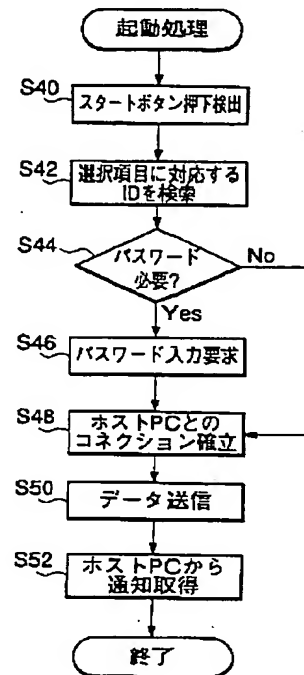 起動処理
S40
スタートボタン押下検出
S42
選択項目に対応する
IDを検索
S44
パスワード
必要?
No
Yes
S46
パスワード入力要求
S48
ホストPCとの
コネクション確立
S50
データ送信
S52
ホストPCから
通知取得
終了